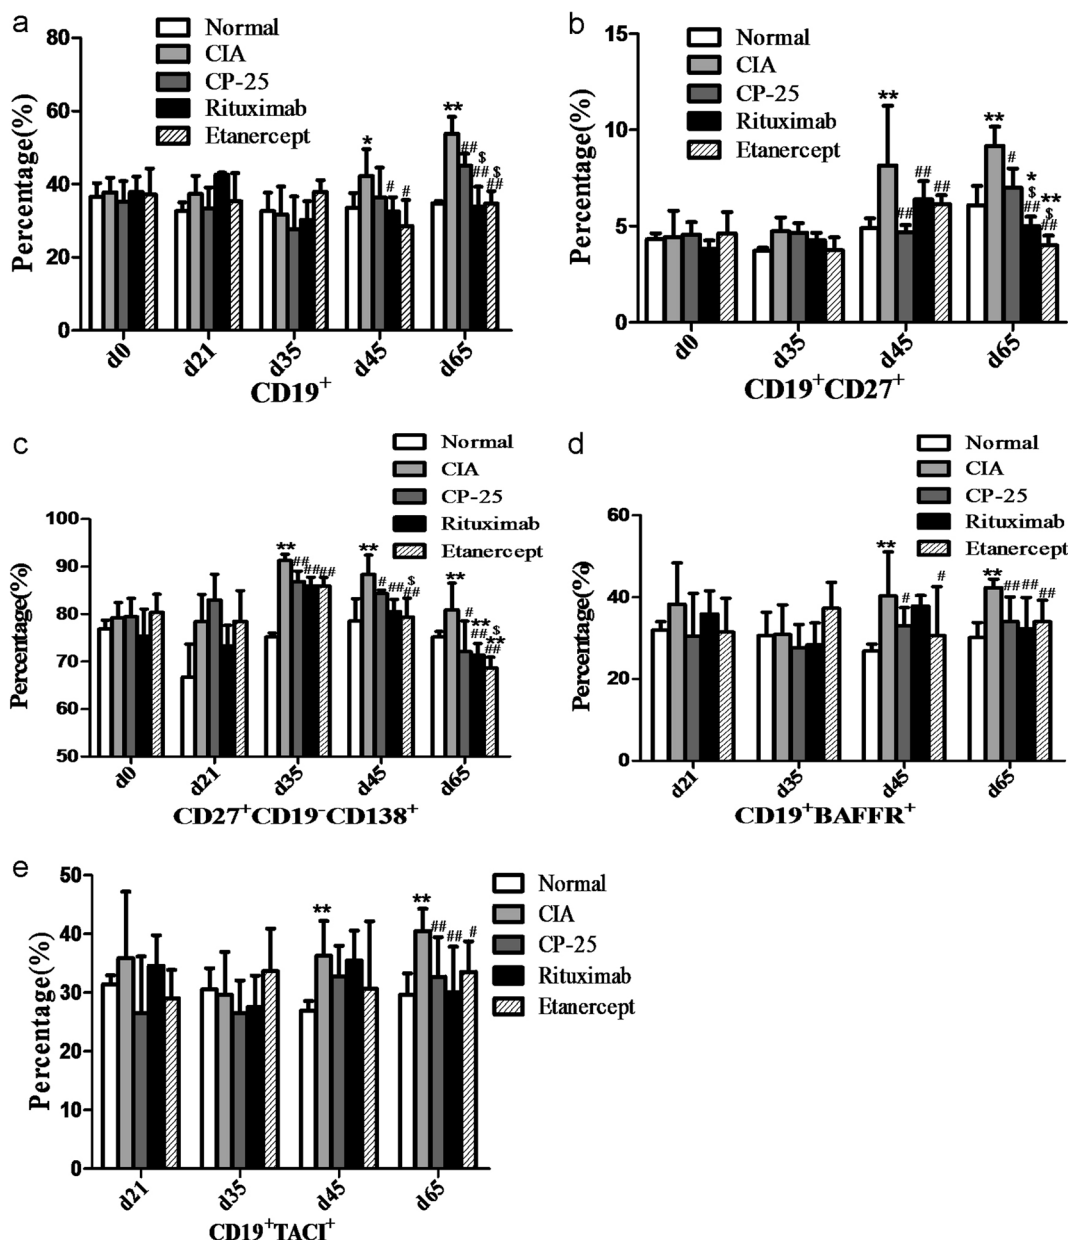 a
Normal
CIA
CP-25
Rituximab
Etanercept
Percentage(%)
80
60
40
20
0
*
#
#
**
##
$
##
$
##
d0 d21 d35 d45 d65
CD19⁺
b
Normal
CIA
CP-25
Rituximab
Etanercept
Percentage(%)
15
10
5
0
**
##
##
##
**
#
*
$
##
**
$
##
d0 d35 d45 d65
CD19⁺CD27⁺
c
Normal
CIA
CP-25
Rituximab
Etanercept
Percentage(%)
100
90
80
70
60
50
**
##
##
##
**
#
##
$
##
**
#
**
##
$
**
##
d0 d21 d35 d45 d65
CD27⁺CD19⁻CD138⁺
d
Normal
CIA
CP-25
Rituximab
Etanercept
Percentage(%)
60
40
20
0
**
#
#
**
##
##
##
d21 d35 d45 d65
CD19⁺BAFFR⁺
e
Normal
CIA
CP-25
Rituximab
Etanercept
Percentage(%)
50
40
30
20
10
0
**
**
##
##
#
d21 d35 d45 d65
CD19⁺TACI⁺